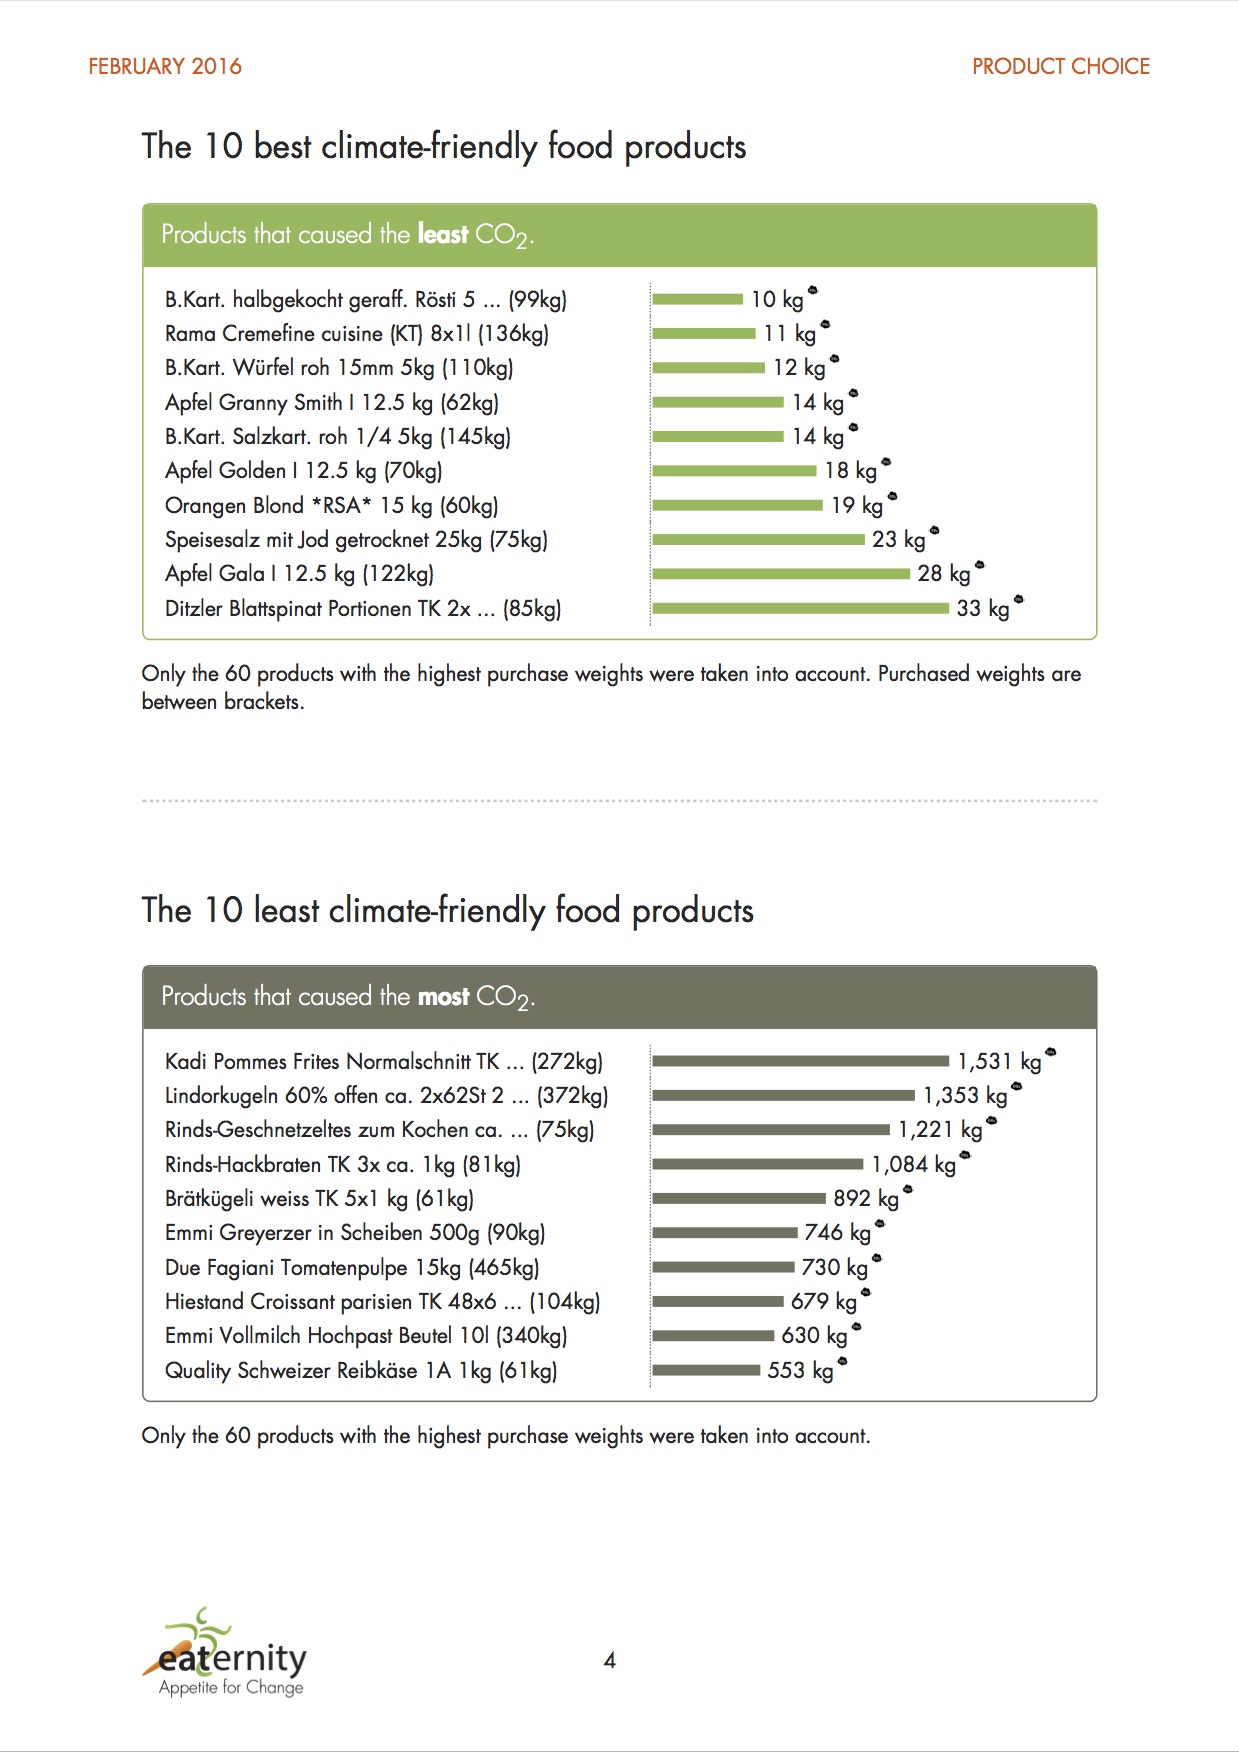 FEBRUARY 2016
PRODUCT CHOICE
The 10 best climate-friendly food products
Products that caused the least CO2.
B.Kart. halbgekocht geraff. Rösti 5 ... (99kg) 10 kg
Rama Cremefine cuisine (KT) 8x1l (136kg) 11 kg
B.Kart. Würfel roh 15mm 5kg (110kg) 12 kg
Apfel Granny Smith I 12.5 kg (62kg) 14 kg
B.Kart. Salzkart. roh 1/4 5kg (145kg) 14 kg
Apfel Golden I 12.5 kg (70kg) 18 kg
Orangen Blond *RSA* 15 kg (60kg) 19 kg
Speisesalz mit Jod getrocknet 25kg (75kg) 23 kg
Apfel Gala I 12.5 kg (122kg) 28 kg
Ditzler Blattspinat Portionen TK 2x ... (85kg) 33 kg
Only the 60 products with the highest purchase weights were taken into account. Purchased weights are
between brackets.
The 10 least climate-friendly food products
Products that caused the most CO2.
Kadi Pommes Frites Normalschnitt TK ... (272kg) 1,531 kg
Lindorkugeln 60% offen ca. 2x62St 2 ... (372kg) 1,353 kg
Rinds-Geschnetzeltes zum Kochen ca. ... (75kg) 1,221 kg
Rinds-Hackbraten TK 3x ca. 1kg (81kg) 1,084 kg
Brätkügeli weiss TK 5x1 kg (61kg) 892 kg
Emmi Greyerzer in Scheiben 500g (90kg) 746 kg
Due Fagiani Tomatenpulpe 15kg (465kg) 730 kg
Hiestand Croissant parisien TK 48x6 ... (104kg) 679 kg
Emmi Vollmilch Hochpast Beutel 10l (340kg) 630 kg
Quality Schweizer Reibkäse 1A 1kg (61kg) 553 kg
Only the 60 products with the highest purchase weights were taken into account.
eaternity
Appetite for Change
4